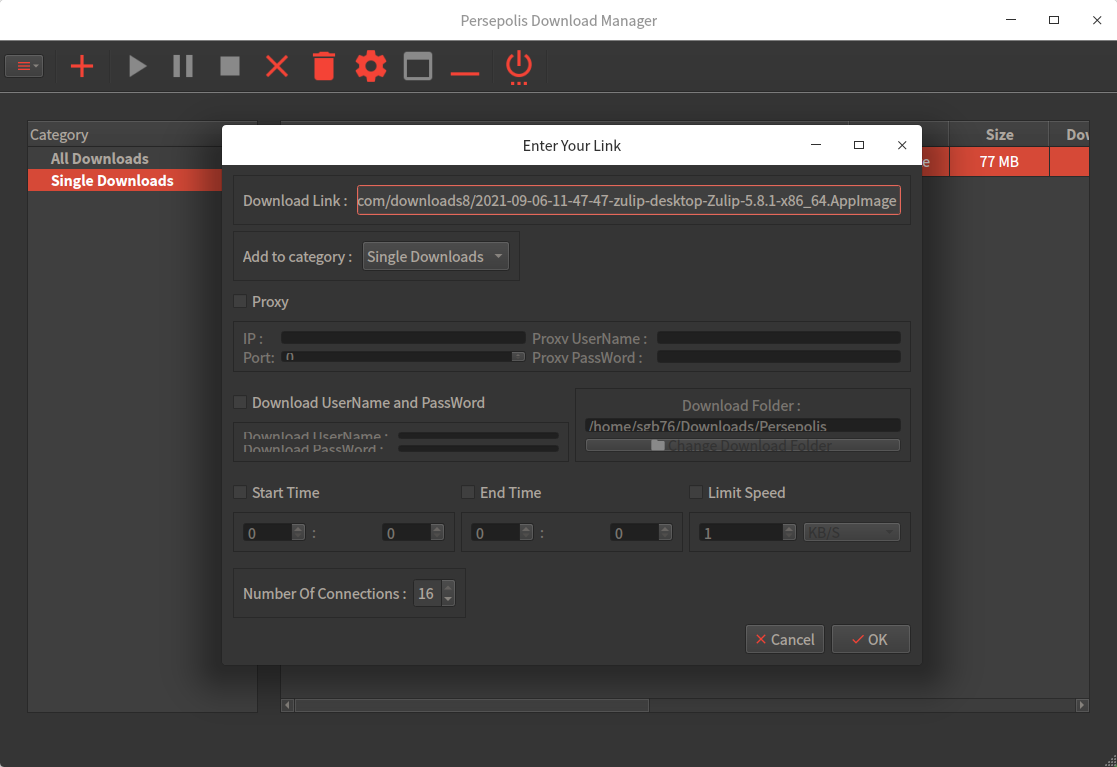 Persepolis Download Manager
Category
All Downloads
Single Downloads
Size
Dov
e
77 MB
Enter Your Link
Download Link : com/downloads8/2021-09-06-11-47-47-zulip-desktop-Zulip-5.8.1-x86_64.AppImage
Add to category : Single Downloads
Proxy
IP :
Proxy UserName :
Port: 0
Proxy PassWord :
Download UserName and PassWord
Download UserName :
Download PassWord :
Download Folder :
/home/sgb76/Downloads/Persepolis
Change Download Folder
Start Time
End Time
Limit Speed
0 : 0
0 : 0
1 KB/S
Number Of Connections : 16
Cancel
OK